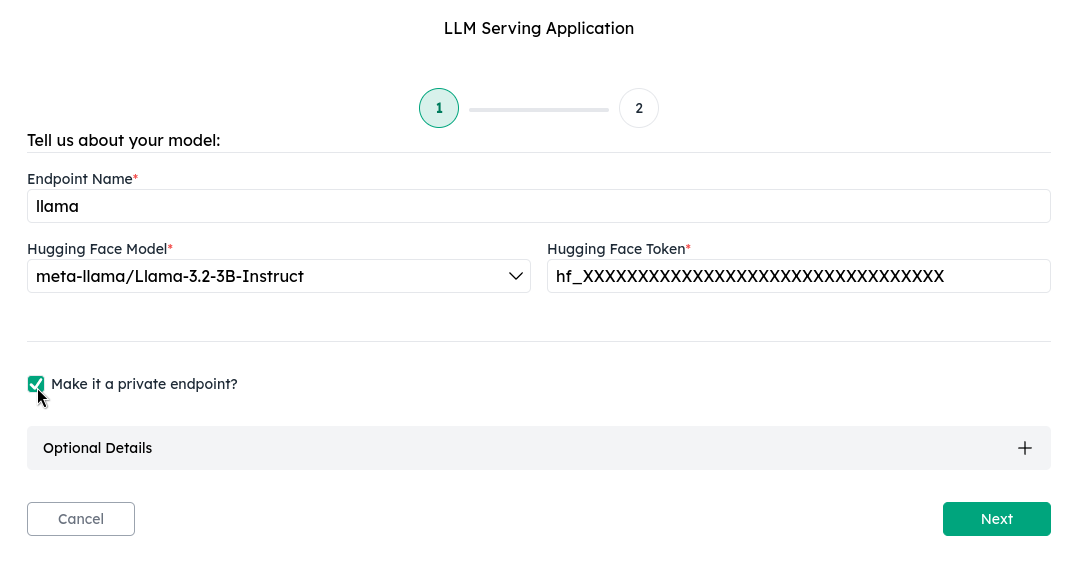 LLM Serving Application
1
2
Tell us about your model:
Endpoint Name*
llama
Hugging Face Model* Hugging Face Token*
meta-llama/Llama-3.2-3B-Instruct hf_XXXXXXXXXXXXXXXXXXXXXXXXXXXXXXXXX
Make it a private endpoint?
Optional Details
Cancel Next